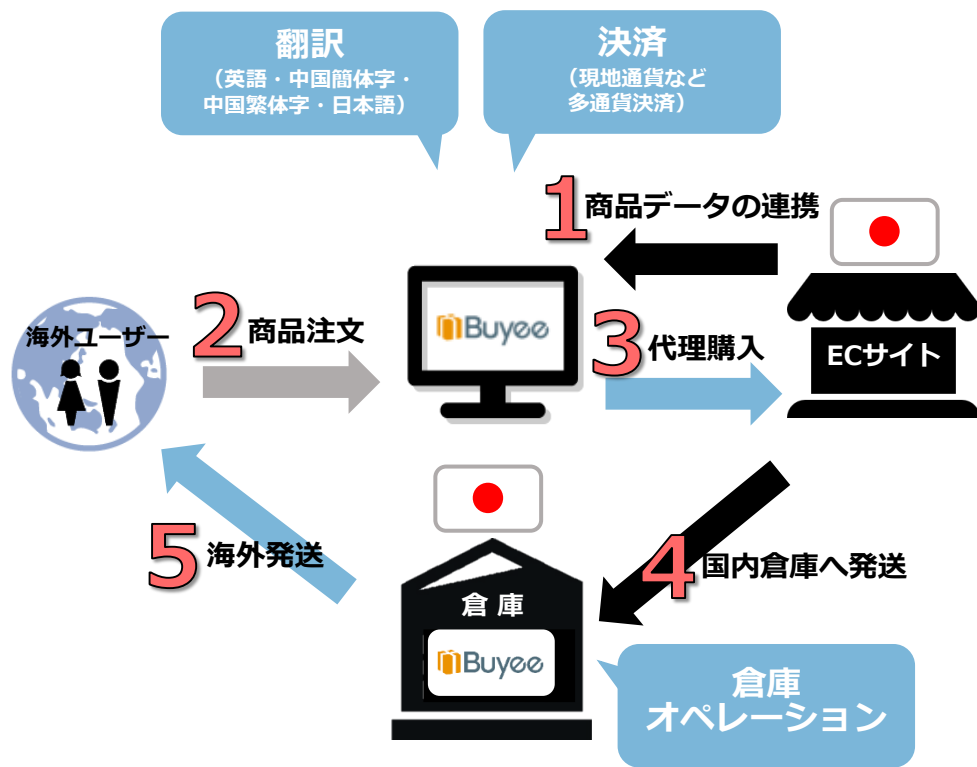 翻訳
（英語・中国簡体字・
中国繁体字・日本語）
決済
（現地通貨など
多通貨決済）
1 商品データの連携
海外ユーザー
2 商品注文
Buyee
3 代理購入
ECサイト
4 国内倉庫へ発送
5 海外発送
倉庫
Buyee
倉庫
オペレーション